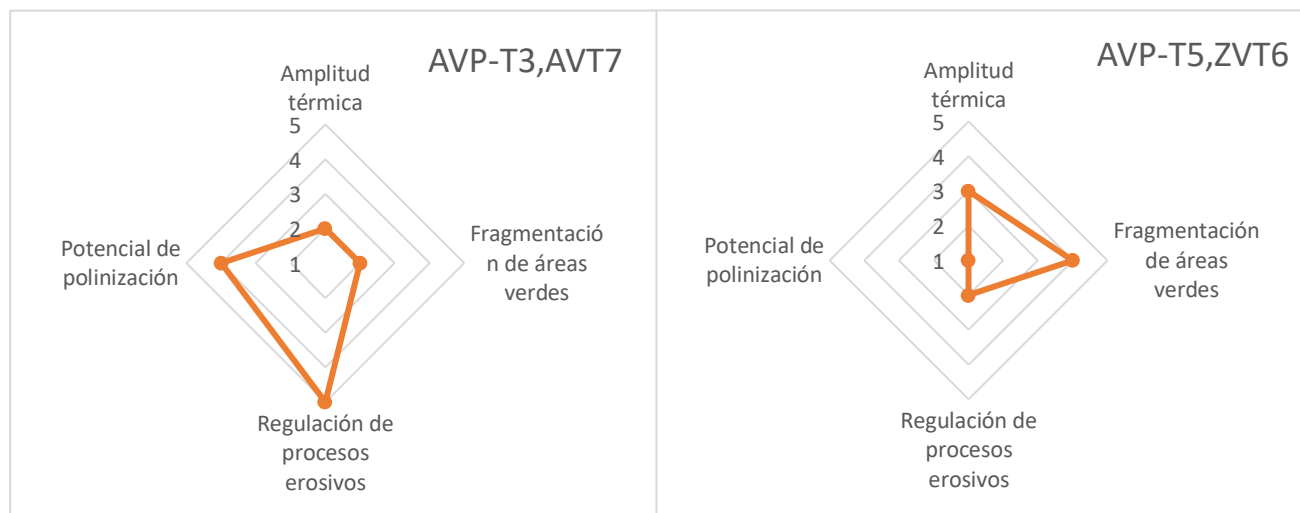 AVP-T3,AVT7
Amplitud
térmica
5
4
3
2
1
Potencial de
polinización
Fragmentació
n de áreas
verdes
Regulación de
procesos
erosivos
AVP-T5,ZVT6
Amplitud
térmica
5
4
3
2
1
Potencial de
polinización
Fragmentación
de áreas
verdes
Regulación de
procesos
erosivos